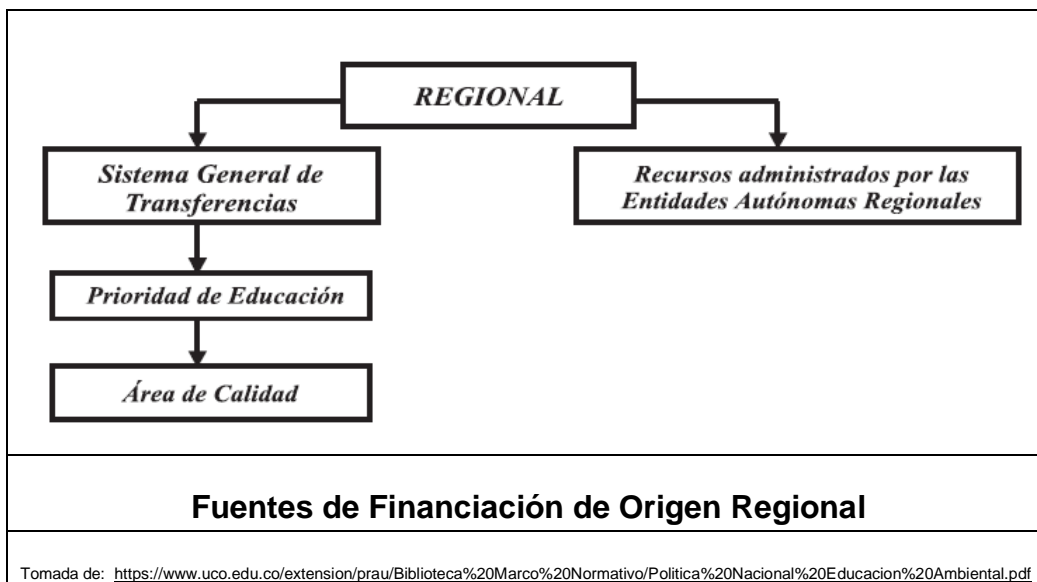 REGIONAL
Sistema General de
Transferencias
Recursos administrados por las
Entidades Autónomas Regionales
Prioridad de Educación
Área de Calidad
Fuentes de Financiación de Origen Regional
Tomada de: https://www.uco.edu.co/extension/prau/Biblioteca%20Marco%20Normativo/Politica%20Nacional%20Educacion%20Ambiental.pdf